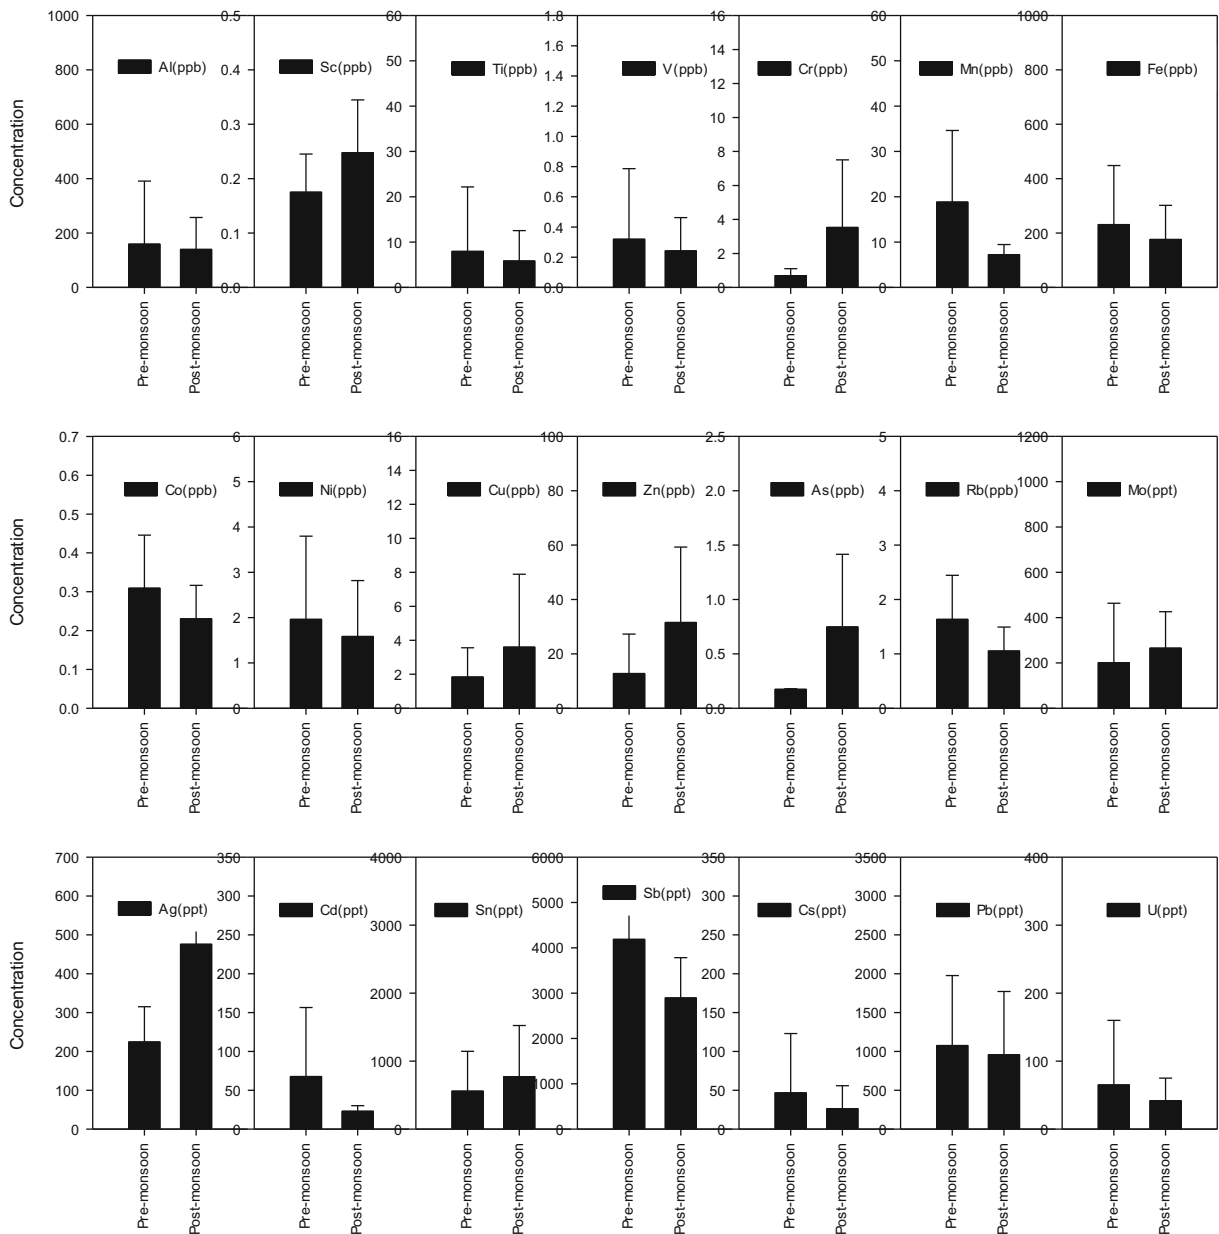 1000 0.5 60 1.8 16 60 1000
Al(ppb) Sc(ppb) Ti(ppb) V(ppb) Cr(ppb) Mn(ppb) Fe(ppb)
1.6 14
800 0.4 50 1.4 12 50 800
600 0.3 40 1.2 10 40 600
30 1.0 8 30
400 0.2 20 0.8 6 20 400
0.6 4
200 0.1 10 0.4 2 10 200
0.2
0 0.0 0 0.0 0 0 0
Concentration
Pre-monsoon Post-monsoon Pre-monsoon Post-monsoon Pre-monsoon Post-monsoon Pre-monsoon Post-monsoon Pre-monsoon Post-monsoon Pre-monsoon Post-monsoon Pre-monsoon Post-monsoon
0.7 6 16 100 2.5 5 1200
0.6 5 14 80 2.0 4 1000
Co(ppb) Ni(ppb) Cu(ppb) Zn(ppb) As(ppb) Rb(ppb) Mo(ppt)
0.5 4 12 60 1.5 3 800
0.4 3 10 40 1.0 2 600
0.3 2 8 20 0.5 1 400
0.2 1 6 200
0.1 4
2
0.0 0 0 0 0.0 0 0
Concentration
Pre-monsoon Post-monsoon Pre-monsoon Post-monsoon Pre-monsoon Post-monsoon Pre-monsoon Post-monsoon Pre-monsoon Post-monsoon Pre-monsoon Post-monsoon Pre-monsoon Post-monsoon
700 350 4000 6000 350 3500 400
Sb(ppt)
600 300 5000 300 3000
Ag(ppt) Cd(ppt) Sn(ppt) Cs(ppt) Pb(ppt) U(ppt)
500 250 3000 4000 250 2500 300
400 200 200 2000
300 150 2000 3000 150 1500 200
200 100 1000 2000 100 1000 100
100 50 1000 50 500
0 0 0 0 0 0 0
Concentration
Pre-monsoon Post-monsoon Pre-monsoon Post-monsoon Pre-monsoon Post-monsoon Pre-monsoon Post-monsoon Pre-monsoon Post-monsoon Pre-monsoon Post-monsoon Pre-monsoon Post-monsoon